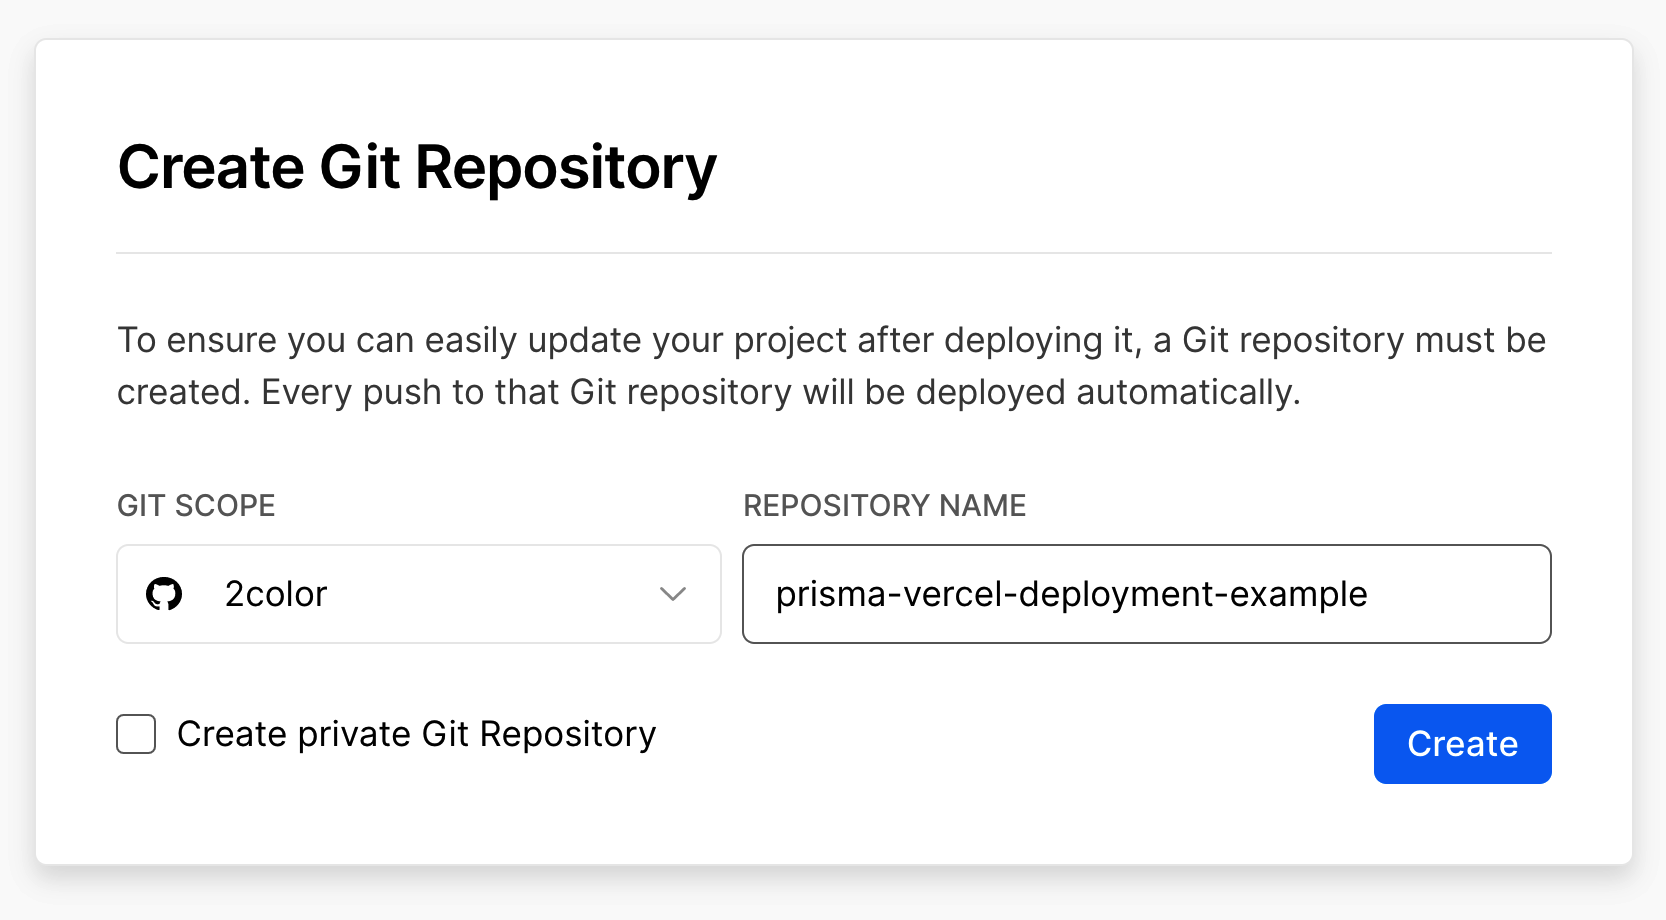 Create Git Repository
To ensure you can easily update your project after deploying it, a Git repository must be
created. Every push to that Git repository will be deployed automatically.
GIT SCOPE
REPOSITORY NAME
2color
prisma-vercel-deployment-example
Create private Git Repository
Create